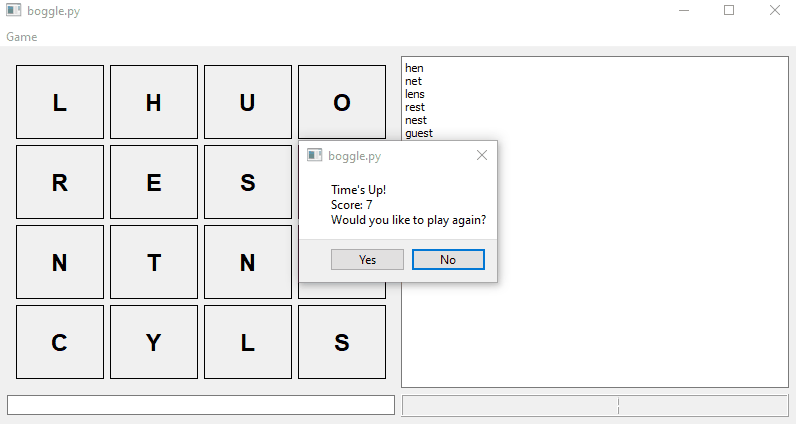 boggle.py
Game
L H U O
R E S
N T N
C Y L S
hen
net
lens
rest
nest
guest
boggle.py
Time's Up!
Score: 7
Would you like to play again?
Yes No